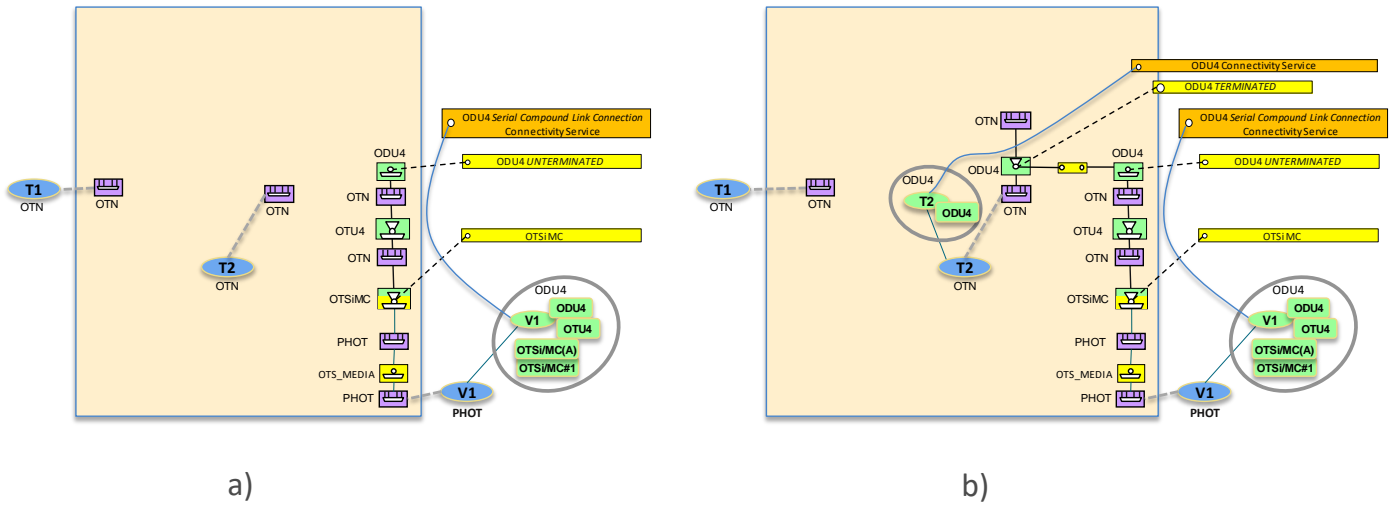 ODU4 Serial Compound Link Connection
Connectivity Service
ODU4
ODU4 UNTERMINATED
T1
OTN
OTN
OTN
OTN
OTU4
OTSiMC
T2
OTN
OTN
OTSiMC
ODU4
ODU4
V1
OTU4
PHOT
OTSi/MC(A)
OTSi/MC#1
OTS_MEDIA
PHOT
V1
PHOT
a)
ODU4 Connectivity Service
ODU4 TERMINATED
OTN
ODU4 Serial Compound Link Connection
Connectivity Service
ODU4
ODU4 UNTERMINATED
ODU4
ODU4
T1
OTN
OTN
T2
ODU4
OTN
OTN
OTU4
OTSiMC
T2
OTN
OTN
OTSiMC
ODU4
ODU4
V1
OTU4
PHOT
OTSi/MC(A)
OTSi/MC#1
OTS_MEDIA
PHOT
V1
PHOT
b)